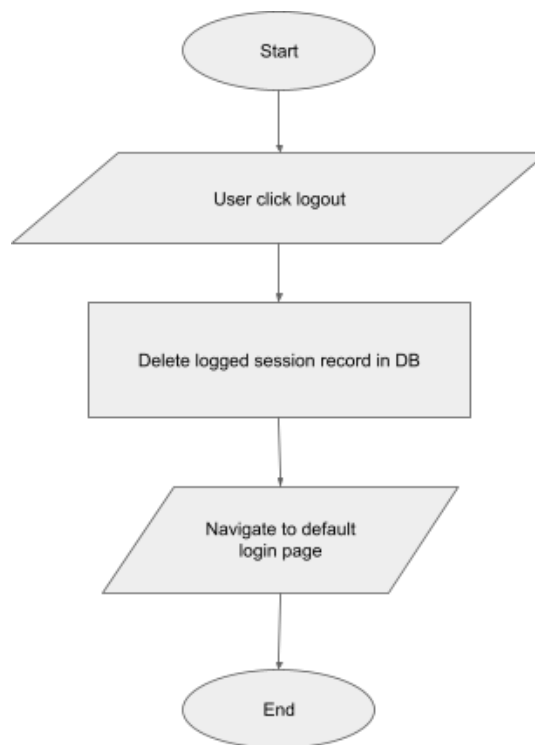 Start
User click logout
Delete logged session record in DB
Navigate to default
login page
End